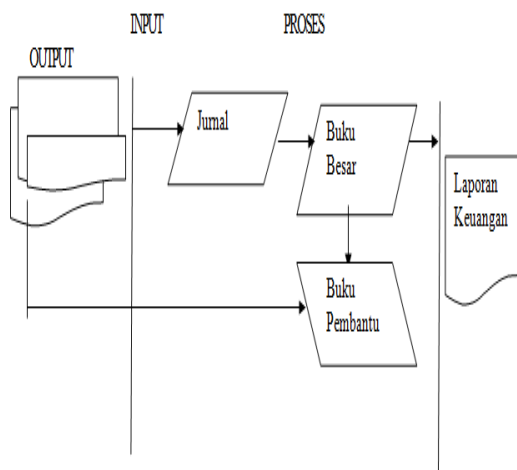 INPUT
PROSES
OUTPUT
Jurnal
Buku
Besar
Laporan
Keuangan
Buku
Pembantu